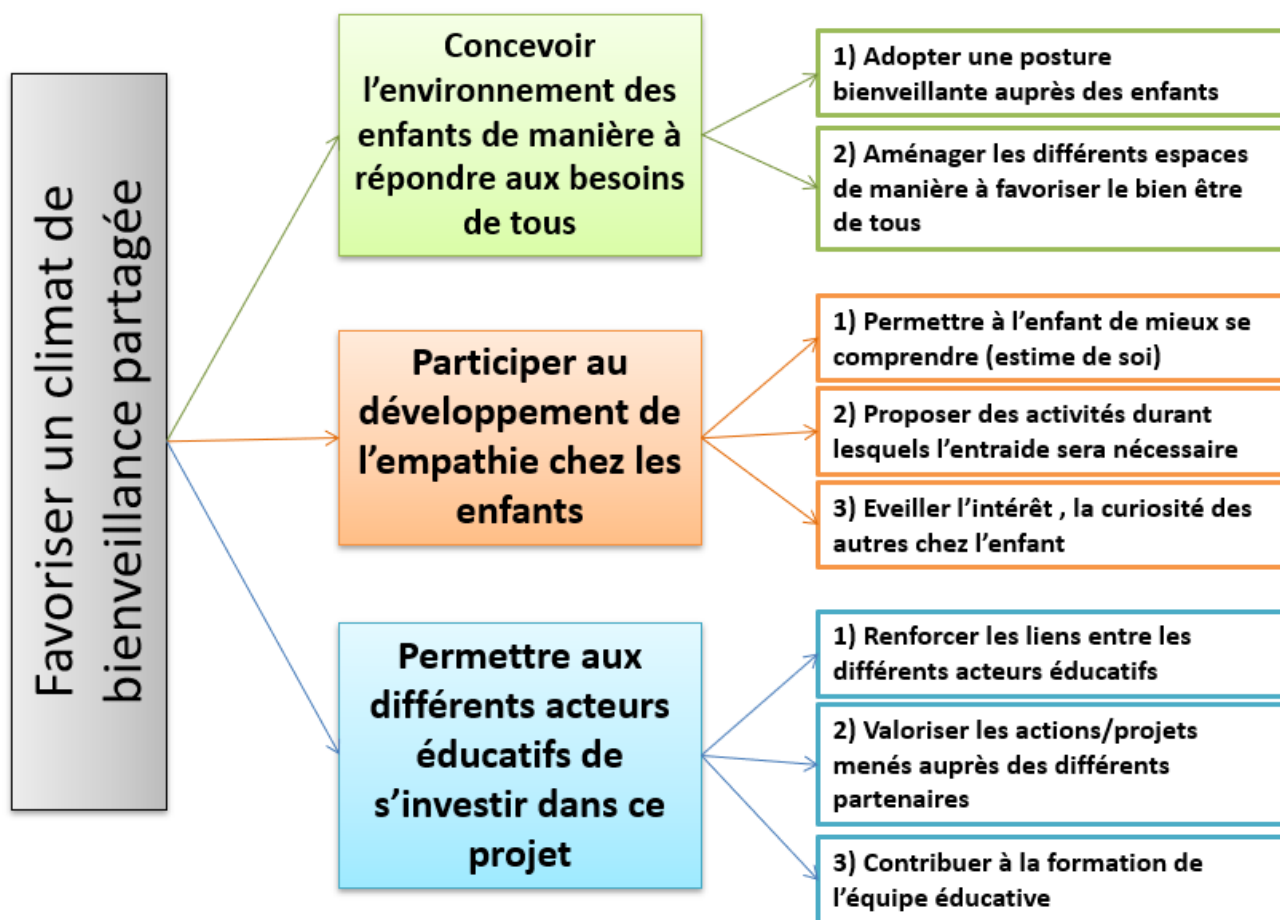 Favoriser un climat de
bienveillance partagée
Concevoir
l’environnement des
enfants de manière à
répondre aux besoins
de tous
1) Adopter une posture
bienveillante auprès des enfants
2) Aménager les différents espaces
de manière à favoriser le bien être
de tous
Participer au
développement de
l’empathie chez les
enfants
1) Permettre à l’enfant de mieux se
comprendre (estime de soi)
2) Proposer des activités durant
lesquels l’entraide sera nécessaire
3) Eveiller l’intérêt , la curiosité des
autres chez l’enfant
Permettre aux
différents acteurs
éducatifs de
s’investir dans ce
projet
1) Renforcer les liens entre les
différents acteurs éducatifs
2) Valoriser les actions/projets
menés auprès des différents
partenaires
3) Contribuer à la formation de
l’équipe éducative